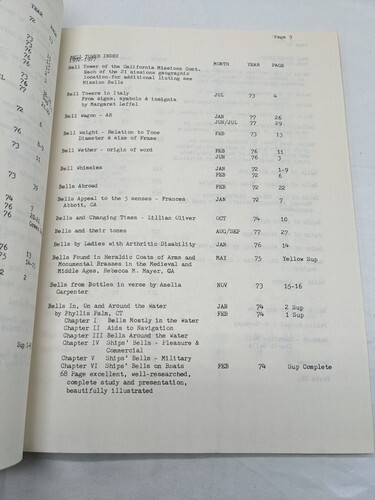 Page 9
BELL TOWER INDEX
1972-1977
Bell Tower of the California Missions Cont. MONTH YEAR PAGE
Each of the 21 missions geographic
location-for additional listing see
Mission Bells
Bell Towers in Italy JUL 73 4
From signs, symbols & insignia
by Margaret Leffel
Bell Wagon - AR JAN 77 26
JUN/JUL 77 29
Bell Weight - Relation to Tone FEB 73 13
Diameter & size of Frame
Bell Wether - origin of word FEB 76 11
JUN 76 3
Bell Whimsies JAN 72 1-9
FEB 72 6
Bells Abroad FEB 72 22
Bells Appeal to the 5 senses - Frances JAN 72 7
Abbott, CA
Bells and Changing Times - Lillian Oliver OCT 74 10
Bells and their tones AUG/SEP 77 27
Bells by Ladies with Arthritic Disability JAN 76 14
Bells Found in Heraldic Coats of Arms and MAY 75 Yellow Sup
Monumental Brasses in the Medieval and
Middle Ages, Rebecca M. Mayer, GA
Bells from Bottles in verse by Amelia NOV 73 15-16
Carpenter
Bells In, On and Around the Water JAN 74 2 Sup
by Phyllis Palm, CT FEB 74 1 Sup
Chapter I Bells Mostly in the Water
Chapter II Aids to Navigation
Chapter III Bells Around the Water
Chapter IV Ships' Bells - Pleasure &
Commercial
Chapter V Ships' Bells - Military
Chapter VI Ships' Bells on Boats FEB 74 Sup Complete
68 Page excellent, well-researched,
complete study and presentation,
beautifully illustrated